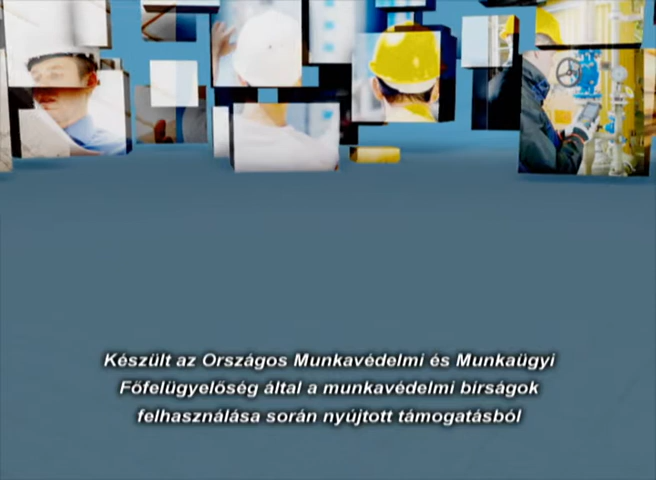 Készült az Országos Munkavédelmi és Munkaügyi
Főfelügyelőség által a munkavédelmi bírságok
felhasználása során nyújtott támogatásból